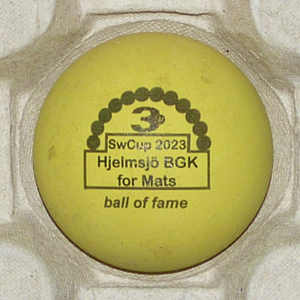 3
SwCup 2023
Hjelmsjö BGK
for Mats
ball of fame